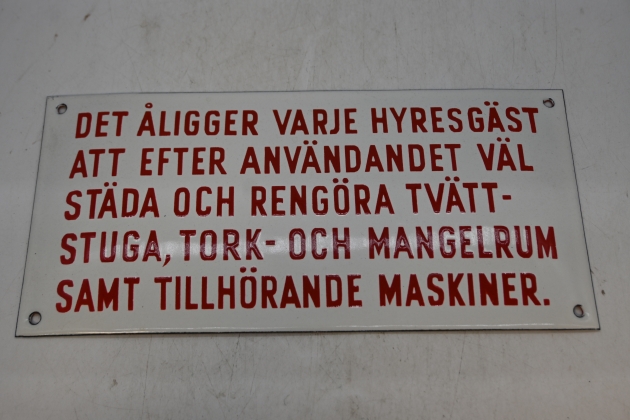 DET ÅLIGGER VARJE HYRESGÄST
ATT EFTER ANVÄNDANDET VÄL
STÄDA OCH RENGÖRA TVÄTT-
STUGA, TORK- OCH MANGELRUM
SAMT TILLHÖRANDE MASKINER.